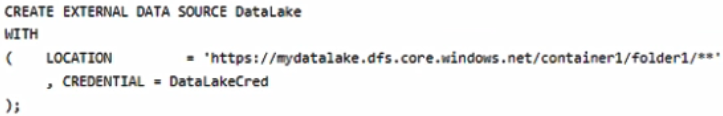 CREATE EXTERNAL DATA SOURCE DataLake
WITH
(    LOCATION         = 'https://mydatalake.dfs.core.windows.net/container1/folder1/**'
     , CREDENTIAL = DataLakeCred
);